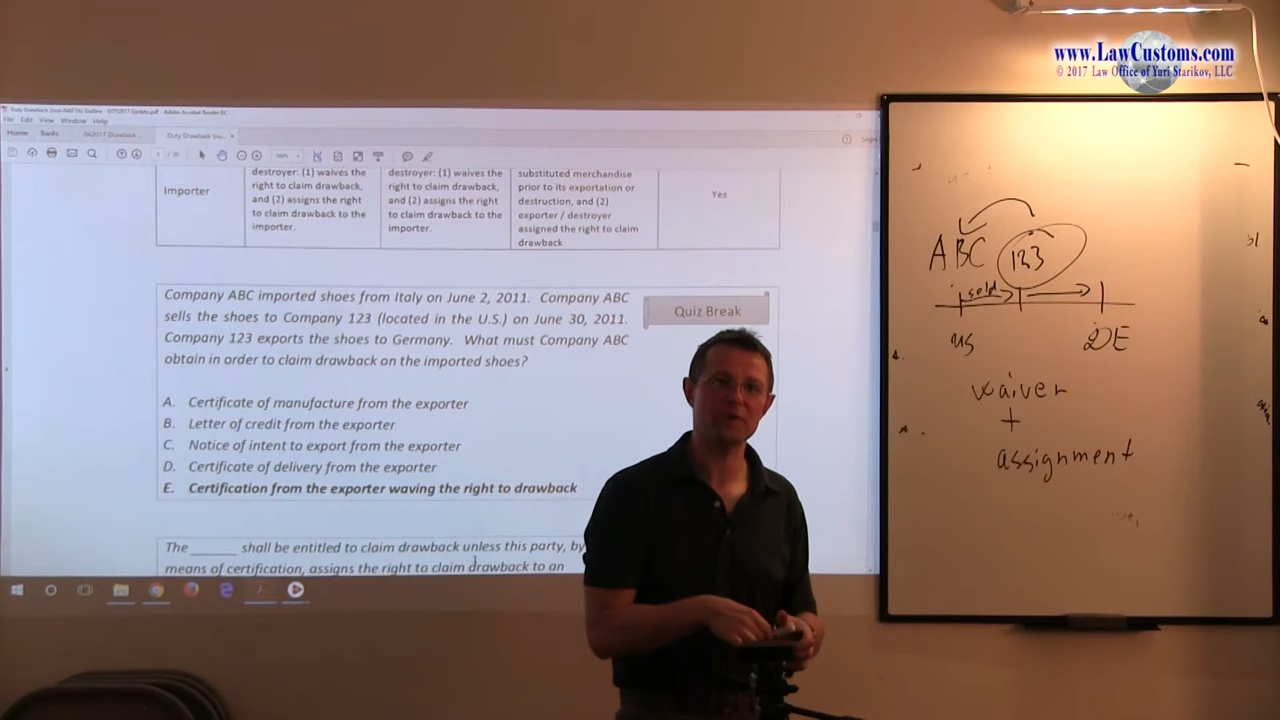 www.LawCustoms.com
© 2017 Law Office of Yuri Starikov, LLC
File Edit View Window Help
Home Tools
Importer
destroyer: (1) waives the
right to claim drawback,
and (2) assigns the right
to claim drawback to the
importer.
destroyer: (1) waives the
right to claim drawback,
and (2) assigns the right
to claim drawback to the
importer.
substituted merchandise
prior to its exportation or
destruction, and (2)
exporter / destroyer
assigned the right to claim
drawback
Yes
Quiz Break
Company ABC imported shoes from Italy on June 2, 2011. Company ABC
sells the shoes to Company 123 (located in the U.S.) on June 30, 2011.
Company 123 exports the shoes to Germany. What must Company ABC
obtain in order to claim drawback on the imported shoes?
A. Certificate of manufacture from the exporter
B. Letter of credit from the exporter
C. Notice of intent to export from the exporter
D. Certificate of delivery from the exporter
E. Certification from the exporter waving the right to drawback
The ______ shall be entitled to claim drawback unless this party, by
means of certification, assigns the right to claim drawback to an
ABC 123
sold
US DE
waiver
+
assignment